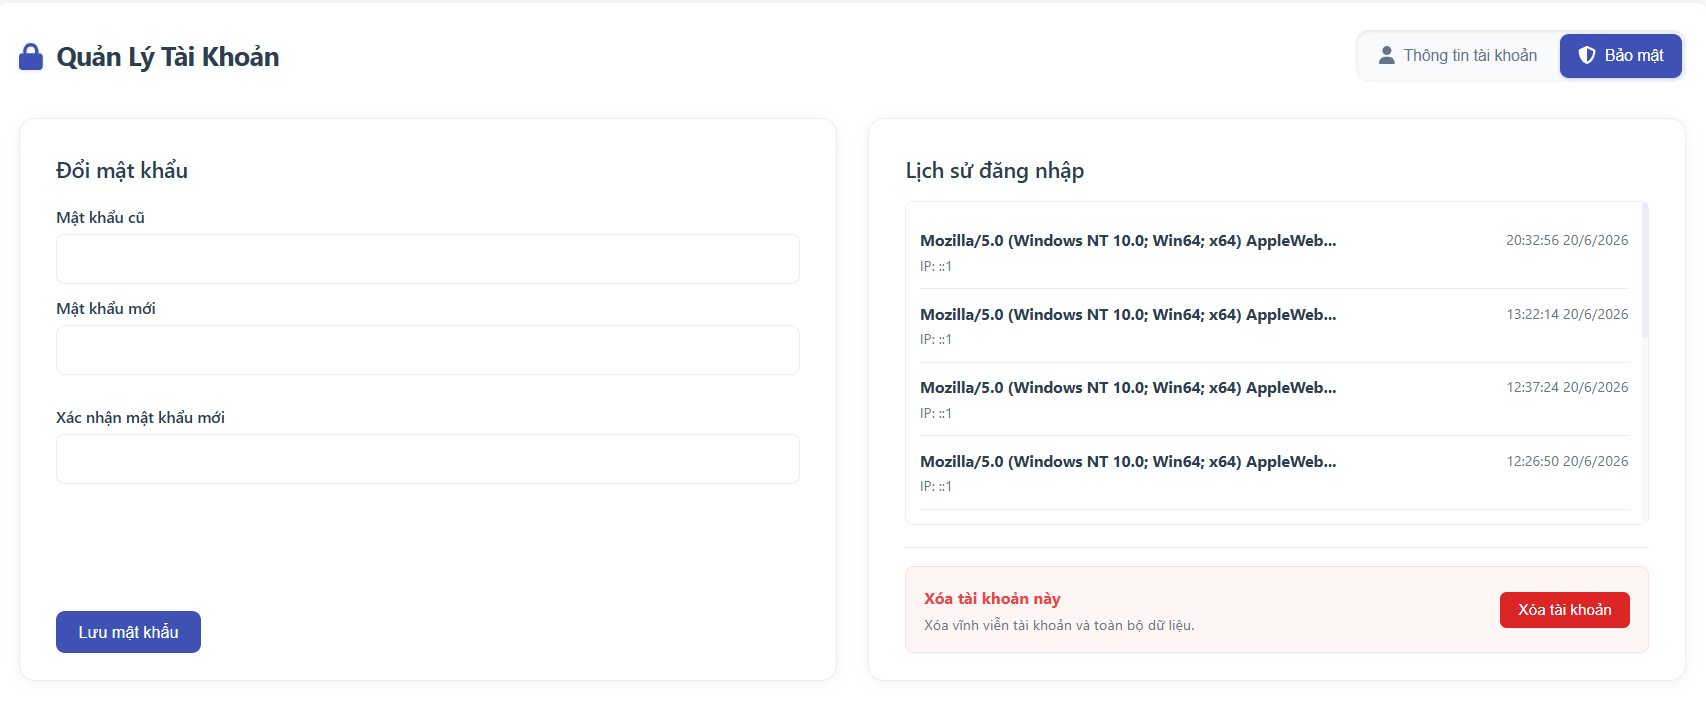 Quản Lý Tài Khoản
Thông tin tài khoản
Bảo mật
Đổi mật khẩu
Mật khẩu cũ
Mật khẩu mới
Xác nhận mật khẩu mới
Lưu mật khẩu
Lịch sử đăng nhập
Mozilla/5.0 (Windows NT 10.0; Win64; x64) AppleWeb...
20:32:56 20/6/2026
IP: ::1
Mozilla/5.0 (Windows NT 10.0; Win64; x64) AppleWeb...
13:22:14 20/6/2026
IP: ::1
Mozilla/5.0 (Windows NT 10.0; Win64; x64) AppleWeb...
12:37:24 20/6/2026
IP: ::1
Mozilla/5.0 (Windows NT 10.0; Win64; x64) AppleWeb...
12:26:50 20/6/2026
IP: ::1
Xóa tài khoản này
Xóa vĩnh viễn tài khoản và toàn bộ dữ liệu.
Xóa tài khoản